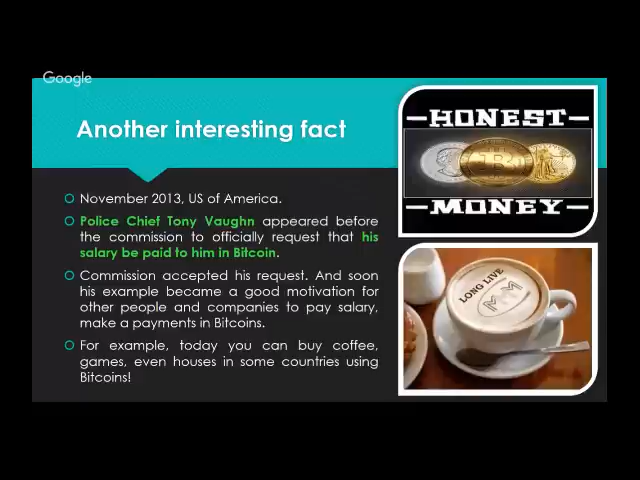 Google
Another interesting fact
November 2013, US of America.
Police Chief Tony Vaughn appeared before
the commission to officially request that his
salary be paid to him in Bitcoin.
Commission accepted his request. And soon
his example became a good motivation for
other people and companies to pay salary,
make a payments in Bitcoins.
For example, today you can buy coffee,
games, even houses in some countries using
Bitcoins!
HONEST
MONEY
LONG LIVE
MMM